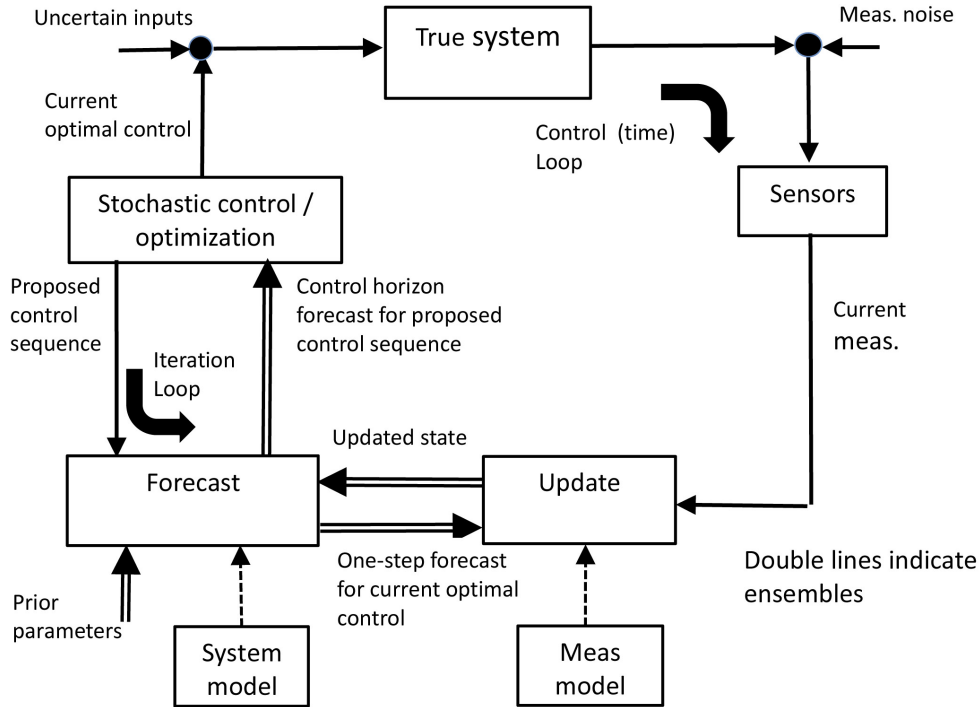 Uncertain inputs
True system
Meas. noise
Current
optimal control
Control (time)
Loop
Stochastic control /
optimization
Sensors
Proposed
control
sequence
Control horizon
forecast for proposed
control sequence
Current
meas.
Iteration
Loop
Updated state
Forecast
Update
One-step forecast
for current optimal
control
Double lines indicate
ensembles
Prior
parameters
System
model
Meas
model